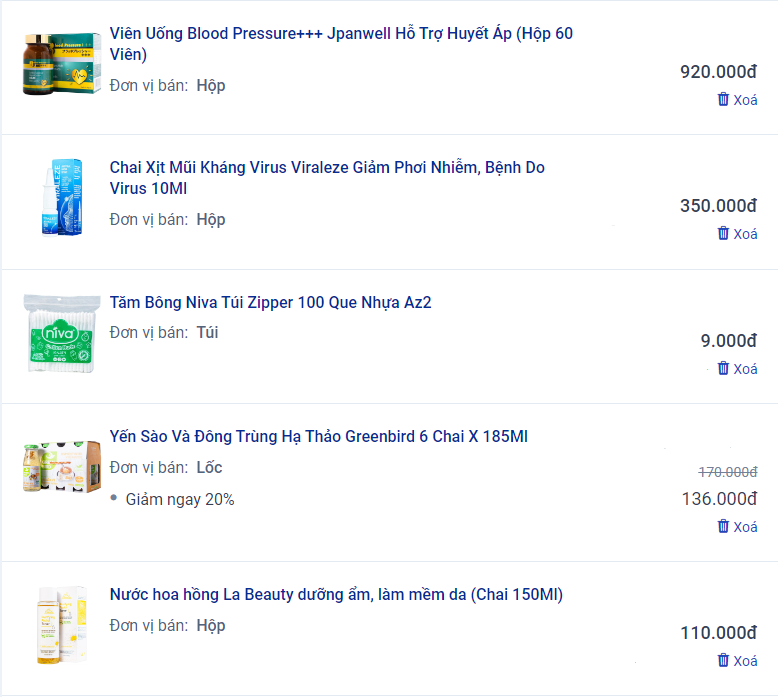 Viên Uống Blood Pressure+++ Jpanwell Hỗ Trợ Huyết Áp (Hộp 60
Viên)
Đơn vị bán: Hộp
920.000đ
Xoá
Chai Xịt Mũi Kháng Virus Viraleze Giảm Phơi Nhiễm, Bệnh Do
Virus 10Ml
Đơn vị bán: Hộp
350.000đ
Xoá
VIRALEZE
Tăm Bông Niva Túi Zipper 100 Que Nhựa Az2
Đơn vị bán: Túi
9.000đ
Xoá
niva
Yến Sào Và Đông Trùng Hạ Thảo Greenbird 6 Chai X 185Ml
Đơn vị bán: Lốc
• Giảm ngay 20%
170.000đ
136.000đ
Xoá
Nước hoa hồng La Beauty dưỡng ẩm, làm mềm da (Chai 150Ml)
Đơn vị bán: Hộp
110.000đ
Xoá